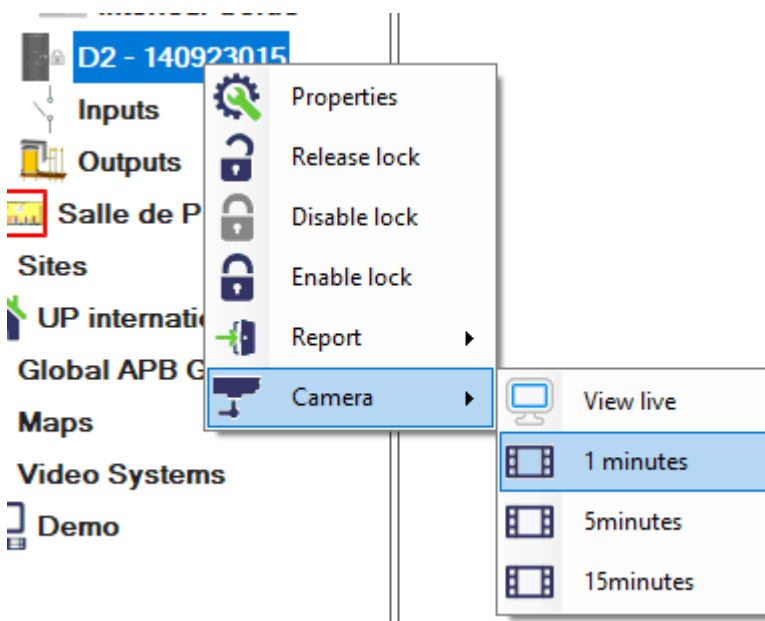 D2 - 140923015
Inputs
Outputs
Salle de P
Sites
UP internati
Global APB G
Maps
Video Systems
Demo
Properties
Release lock
Disable lock
Enable lock
Report
Camera
View live
1 minutes
5minutes
15minutes